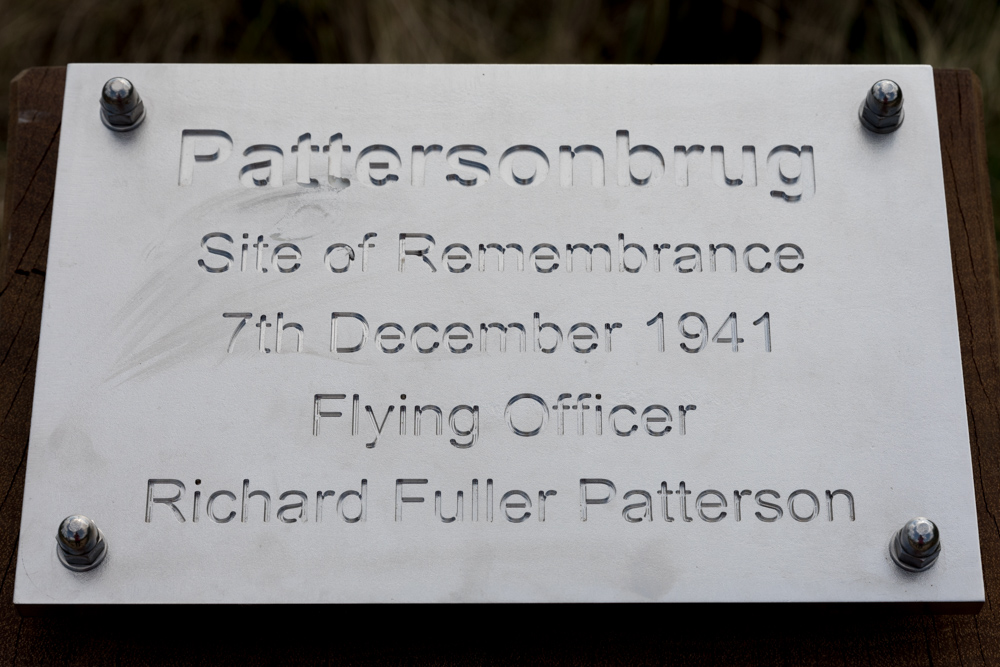 Pattersonbrug
Site of Remembrance
7th December 1941
Flying Officer
Richard Fuller Patterson